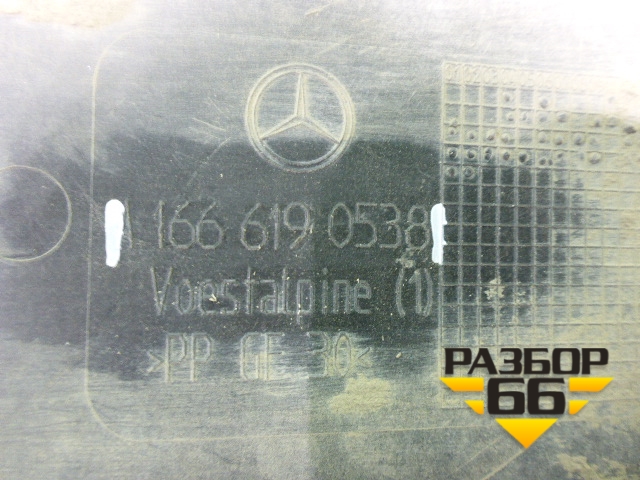 A 166 619 0538
Voestalpine (1)
>PP GF 30<
РАЗБОР
66